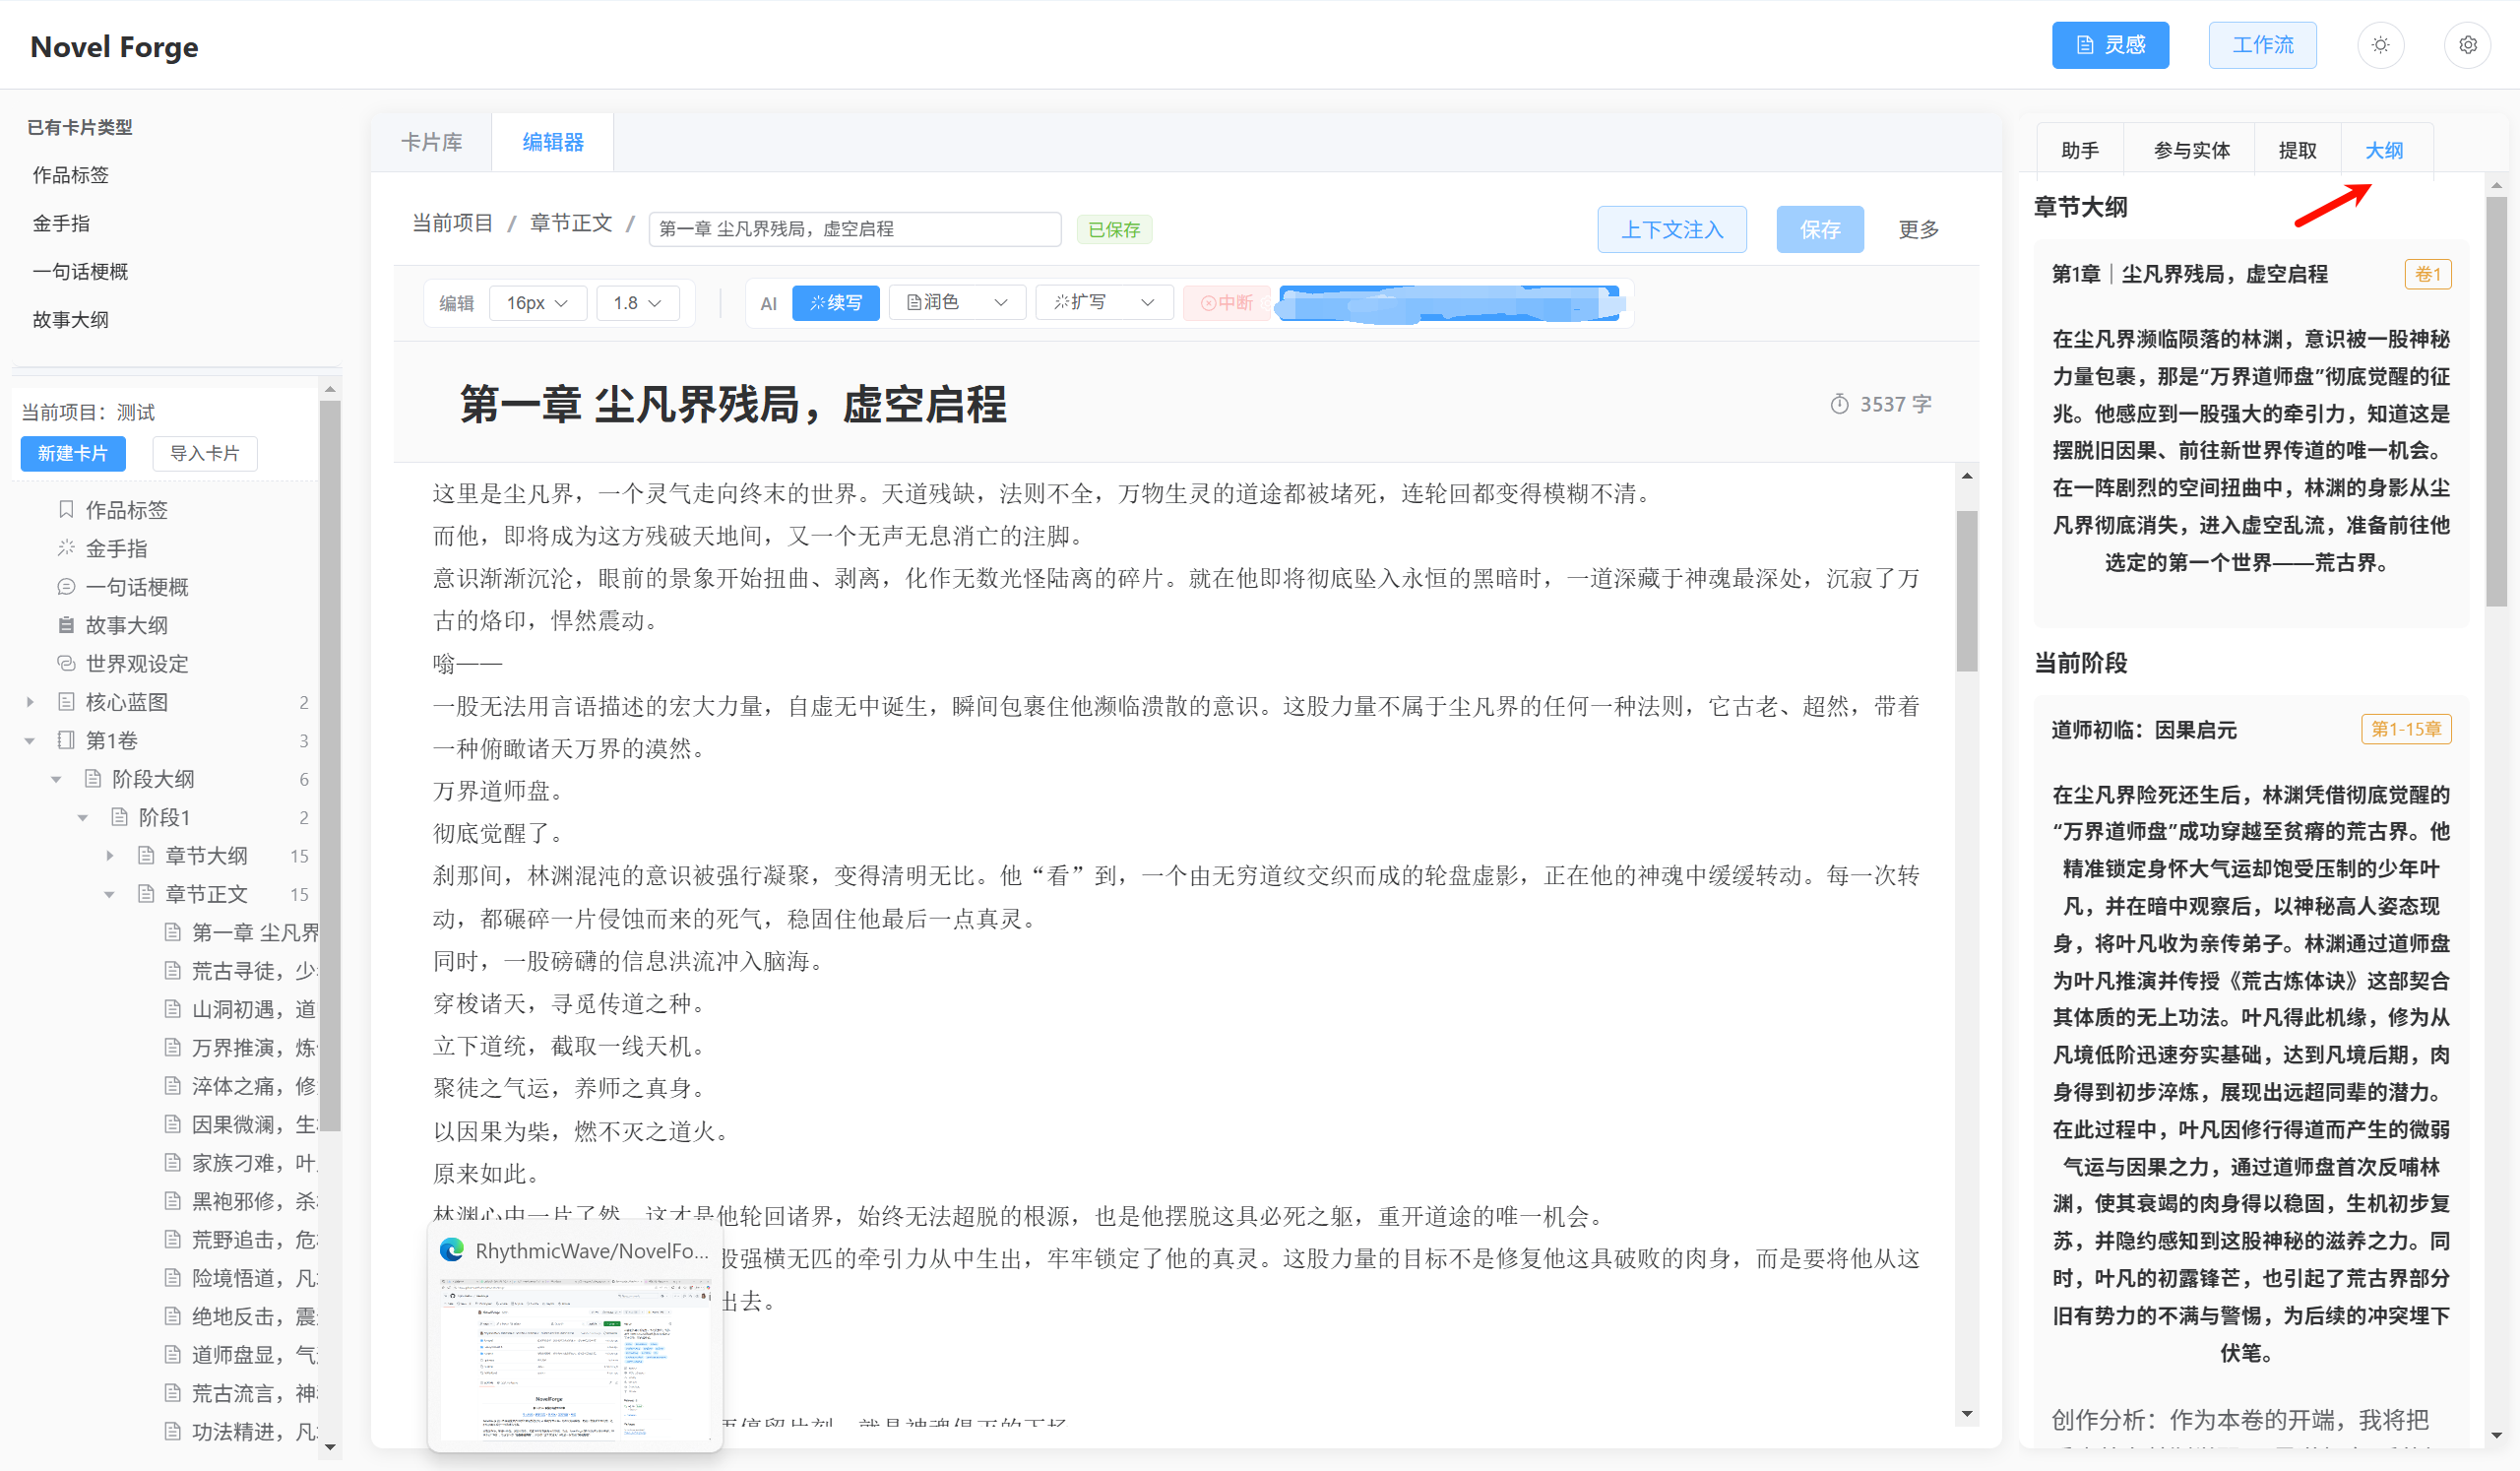 Novel Forge
灵感
工作流
已有卡片类型
作品标签
金手指
一句话梗概
故事大纲
当前项目：测试
新建卡片
导入卡片
作品标签
金手指
一句话梗概
故事大纲
世界观设定
核心蓝图 2
第1卷 3
阶段大纲 6
阶段1 2
章节大纲 15
章节正文 15
第一章 尘凡界
荒古寻徒，少
山洞初遇，道
万界推演，炼
淬体之痛，修
因果微澜，生
家族刁难，叶
黑袍邪修，杀
荒野追击，危
险境悟道，凡
绝地反击，震
道师盘显，气
荒古流言，神
功法精进，凡
卡片库
编辑器
当前项目 / 章节正文 / 第一章 尘凡界残局，虚空启程
已保存
上下文注入
保存
更多
编辑
16px
1.8
AI
续写
润色
扩写
中断
第一章 尘凡界残局，虚空启程
3537 字
这里是尘凡界，一个灵气走向终末的世界。天道残缺，法则不全，万物生灵的道途都被堵死，连轮回都变得模糊不清。
而他，即将成为这方残破天地间，又一个无声无息消亡的注脚。
意识渐渐沉沦，眼前的景象开始扭曲、剥离，化作无数光怪陆离的碎片。就在他即将彻底坠入永恒的黑暗时，一道深藏于神魂最深处，沉寂了万
古的烙印，悍然震动。
嗡——
一股无法用言语描述的宏大力量，自虚无中诞生，瞬间包裹住他濒临溃散的意识。这股力量不属于尘凡界的任何一种法则，它古老、超然，带着
一种俯瞰诸天万界的漠然。
万界道师盘。
彻底觉醒了。
刹那间，林渊混沌的意识被强行凝聚，变得清明无比。他“看”到，一个由无穷道纹交织而成的轮盘虚影，正在他的神魂中缓缓转动。每一次转
动，都碾碎一片侵蚀而来的死气，稳固住他最后一点真灵。
同时，一股磅礴的信息洪流冲入脑海。
穿梭诸天，寻觅传道之种。
立下道统，截取一线天机。
聚徒之气运，养师之真身。
以因果为柴，燃不灭之道火。
原来如此。
林渊心中一片了然，这才是他轮回诸界，始终无法超脱的根源，也是他摆脱这具必死之躯，重开道途的唯一机会。
股强横无匹的牵引力从中生出，牢牢锁定了他的真灵。这股力量的目标不是修复他这具破败的肉身，而是要将他从这
出去。
再停留片刻，就是神魂俱灭的下场
RhythmicWave/NovelFo...
助手
参与实体
提取
大纲
章节大纲
第1章｜尘凡界残局，虚空启程
卷1
在尘凡界濒临陨落的林渊，意识被一股神秘
力量包裹，那是“万界道师盘”彻底觉醒的征
兆。他感应到一股强大的牵引力，知道这是
摆脱旧因果、前往新世界传道的唯一机会。
在一阵剧烈的空间扭曲中，林渊的身影从尘
凡界彻底消失，进入虚空乱流，准备前往他
选定的第一个世界——荒古界。
当前阶段
道师初临：因果启元
第1-15章
在尘凡界险死还生后，林渊凭借彻底觉醒的
“万界道师盘”成功穿越至贫瘠的荒古界。他
精准锁定身怀大气运却饱受压制的少年叶
凡，并在暗中观察后，以神秘高人姿态现
身，将叶凡收为亲传弟子。林渊通过道师盘
为叶凡推演并传授《荒古炼体诀》这部契合
其体质的无上功法。叶凡得此机缘，修为从
凡境低阶迅速夯实基础，达到凡境后期，肉
身得到初步淬炼，展现出远超同辈的潜力。
在此过程中，叶凡因修行得道而产生的微弱
气运与因果之力，通过道师盘首次反哺林
渊，使其衰竭的肉身得以稳固，生机初步复
苏，并隐约感知到这股神秘的滋养之力。同
时，叶凡的初露锋芒，也引起了荒古界部分
旧有势力的不满与警惕，为后续的冲突埋下
伏笔。
创作分析：作为本卷的开端，我将把